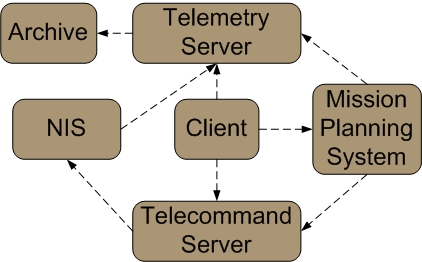 Archive
Telemetry
Server
NIS
Client
Mission
Planning
System
Telecommand
Server